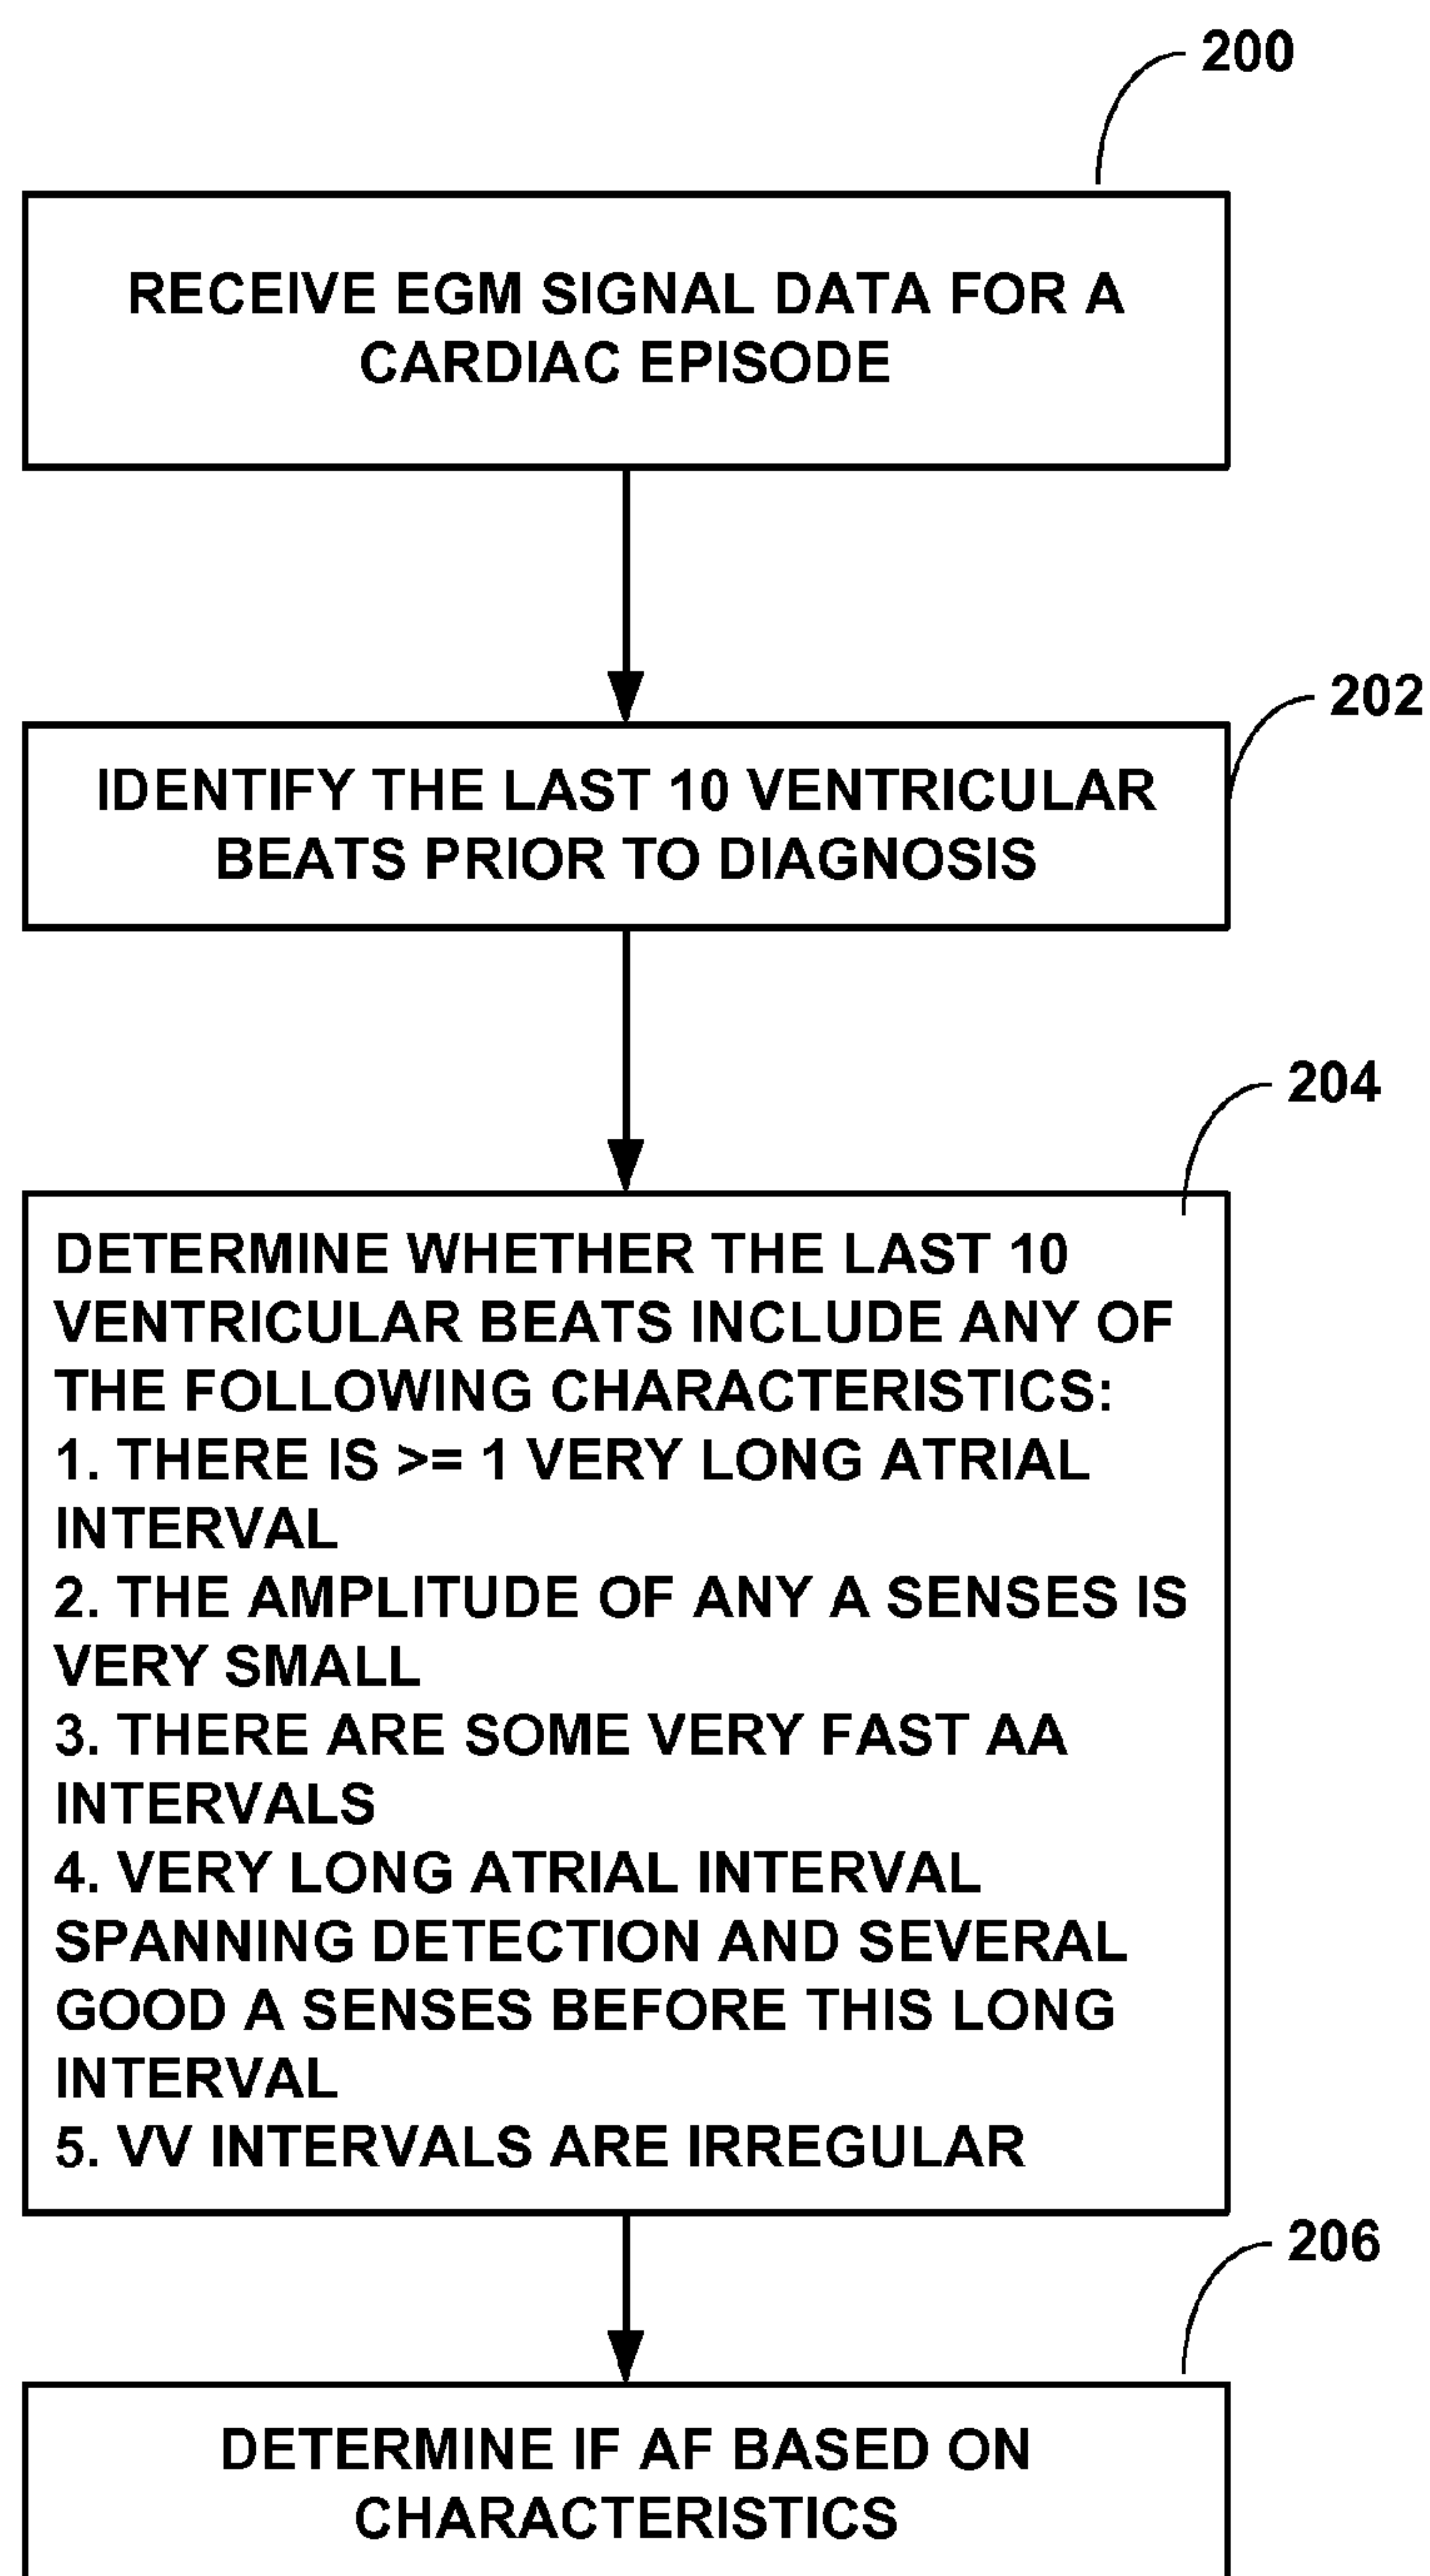 200
RECEIVE EGM SIGNAL DATA FOR A
CARDIAC EPISODE
202
IDENTIFY THE LAST 10 VENTRICULAR
BEATS PRIOR TO DIAGNOSIS
204
DETERMINE WHETHER THE LAST 10
VENTRICULAR BEATS INCLUDE ANY OF
THE FOLLOWING CHARACTERISTICS:
1. THERE IS >= 1 VERY LONG ATRIAL
INTERVAL
2. THE AMPLITUDE OF ANY A SENSES IS
VERY SMALL
3. THERE ARE SOME VERY FAST AA
INTERVALS
4. VERY LONG ATRIAL INTERVAL
SPANNING DETECTION AND SEVERAL
GOOD A SENSES BEFORE THIS LONG
INTERVAL
5. VV INTERVALS ARE IRREGULAR
206
DETERMINE IF AF BASED ON
CHARACTERISTICS